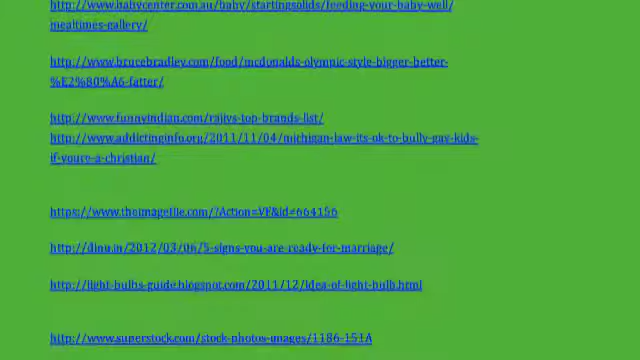 http://www.babycenter.com.au/baby/startingsolids/feeding-your-baby-well/
mealtimes-gallery/
http://www.brucebradley.com/food/mcdonalds-olympic-style-bigger-better-
%E2%80%A6-fatter/
http://www.funnyindian.com/rajivs-top-brands-list/
http://www.addictinginfo.org/2011/11/04/michigan-law-its-ok-to-bully-gay-kids-
if-youre-a-christian/
https://www.theimagefile.com/?Action=VF&id=664156
http://dinu.in/2012/03/06/5-signs-you-are-ready-for-marriage/
http://light-bulbs-guide.blogspot.com/2011/12/idea-of-light-bulb.html
http://www.superstock.com/stock-photos-images/1186-151A